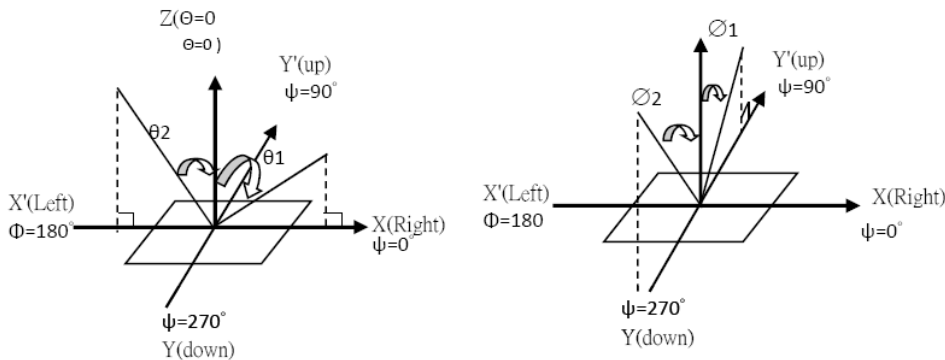 Z(Θ=0
Θ=0 )
Y'(up)
ψ=90°
θ2
θ1
X'(Left)
Φ=180°
X(Right)
ψ=0°
ψ=270°
Y(down)
∅1
Y'(up)
ψ=90°
∅2
X'(Left)
Φ=180
X(Right)
ψ=0°
ψ=270°
Y(down)